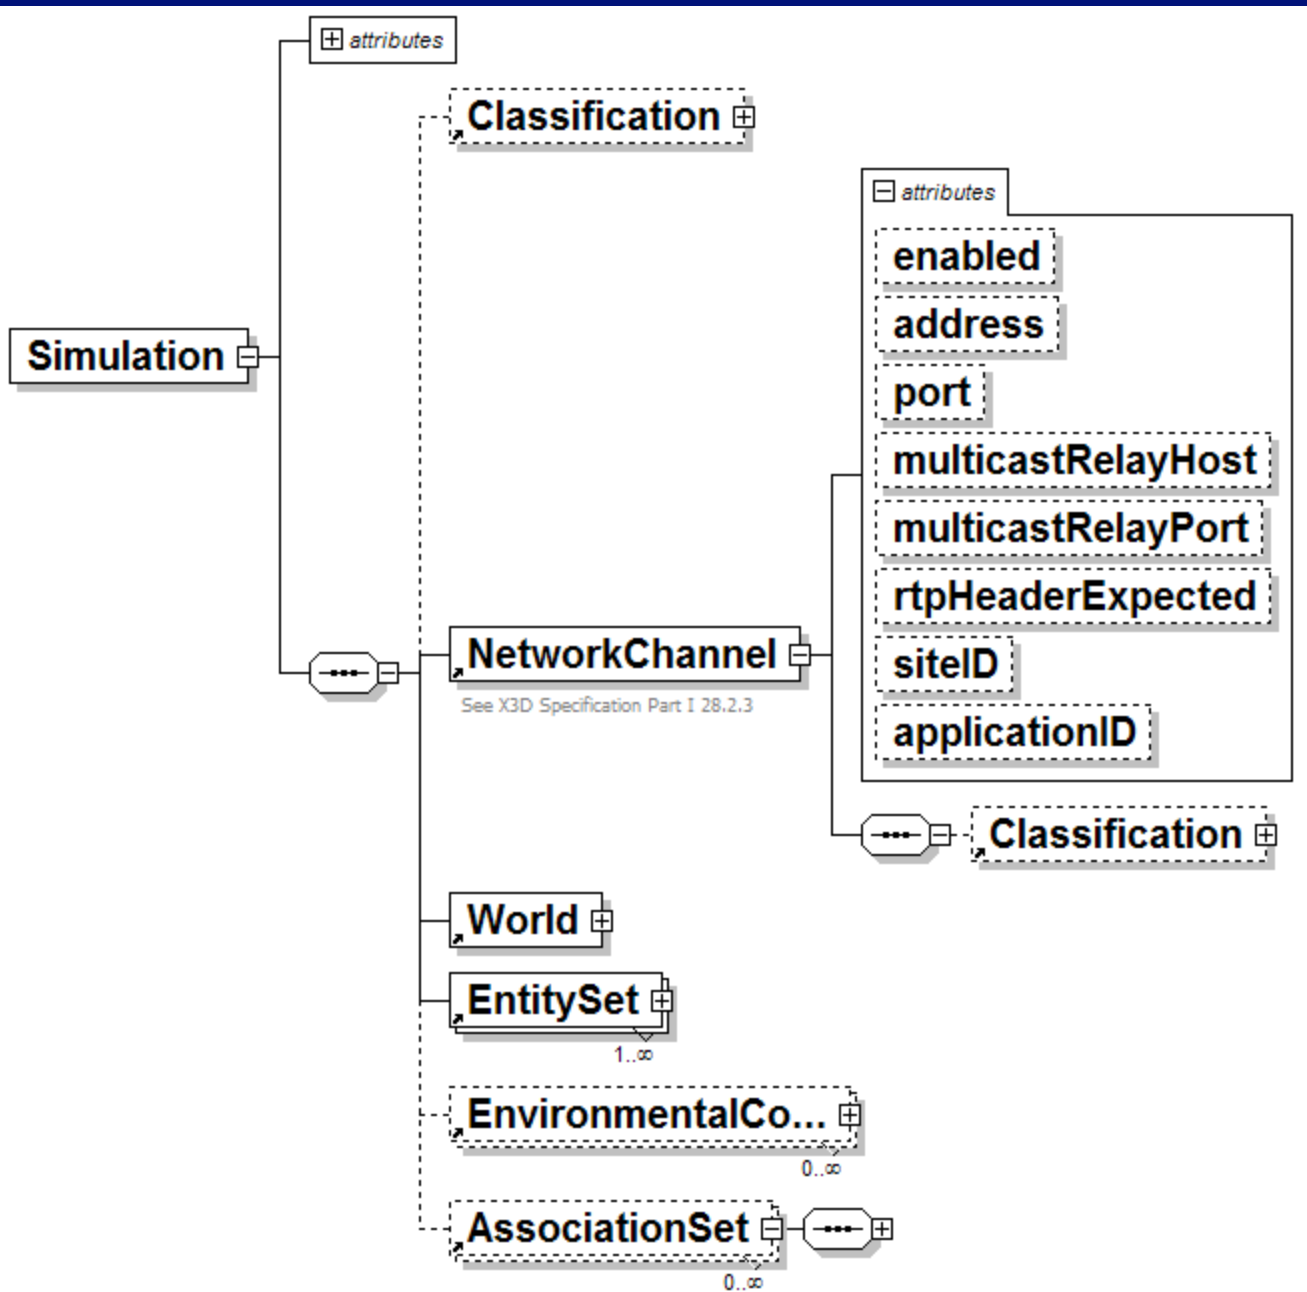 attributes
Classification
attributes
enabled
address
Simulation
port
multicastRelayHost
multicastRelayPort
rtpHeaderExpected
NetworkChannel
siteID
See X3D Specification Part I 28.2.3
applicationID
Classification
World
EntitySet
1..∞
EnvironmentalCo...
0..∞
AssociationSet
0..∞